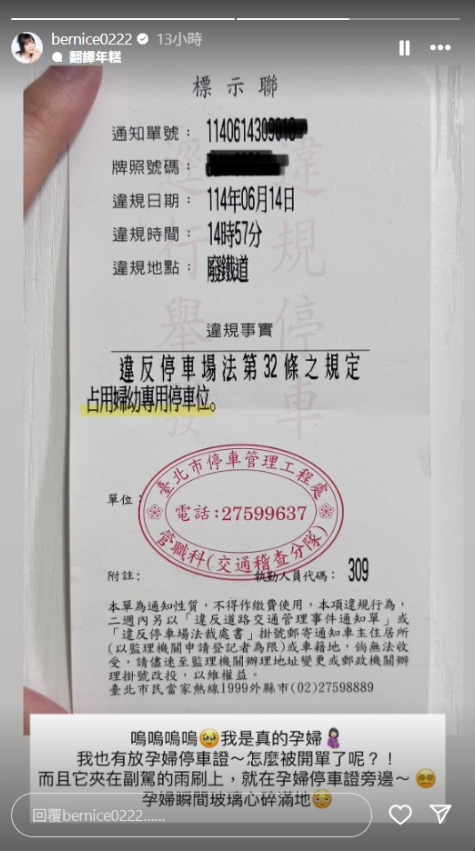 bernice0222 13小時
翻譯年糕
標示聯
通知單號：1140614309010
牌照號碼：
違規日期：114年06月14日
違規時間：14時57分
違規地點：廢鐵道
違規事實
違反停車場法第32條之規定
占用婦幼專用停車位。
臺北市停車管理工程處
電話:27599637
管職科(交通稽查分隊)
單位：
附註: 執勤人員代碼: 309
本單為通知性質，不得作繳費使用，本項違規行為，
二週內另以「違反道路交通管理事件通知單」或
「違反停車場法裁處書」掛號郵寄通知車主住居所
(以監理機關申請登記者為限)或車籍地，倘無法收
受，請儘速至監理機關辦理地址變更或郵政機關辦
理掛號改投，以維權益。
臺北市民當家熱線1999外縣市(02)27598889
嗚嗚嗚嗚🥹我是真的孕婦🤰
我也有放孕婦停車證～怎麼被開單了呢？！
而且它夾在副駕的雨刷上，就在孕婦停車證旁邊～😵‍💫
孕婦瞬間玻璃心碎滿地🥹
回覆bernice0222......